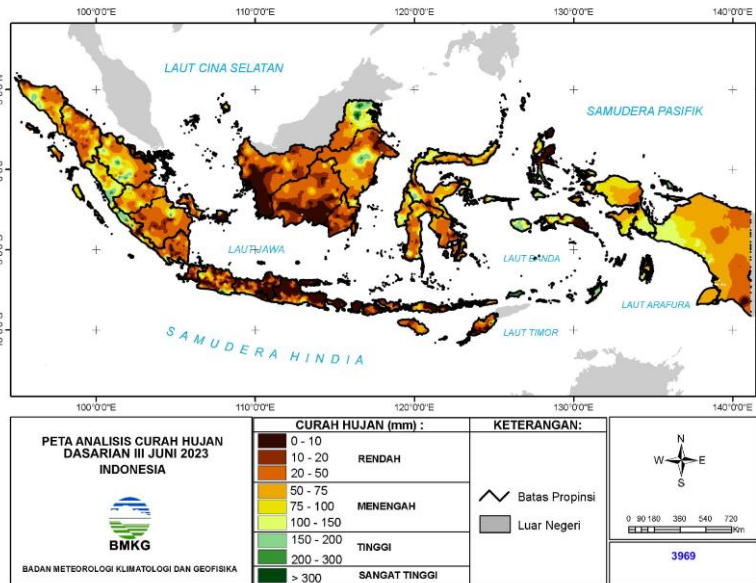 100°0'0"E 110°0'0"E 120°0'0"E 130°0'0"E 140°0'0"E
LAUT CINA SELATAN
SAMUDERA PASIFIK
LAUT JAWA
LAUT BANDA
LAUT ARAFURA
LAUT TIMOR
SAMUDERA HINDIA
100°0'0"E 110°0'0"E 120°0'0"E 130°0'0"E 140°0'0"E
PETA ANALISIS CURAH HUJAN
DASARIAN III JUNI 2023
INDONESIA
BMKG
BADAN METEOROLOGI KLIMATOLOGI DAN GEOFISIKA
CURAH HUJAN (mm) :
0 - 10
10 - 20 RENDAH
20 - 50
50 - 75
75 - 100 MENENGAH
100 - 150
150 - 200
TINGGI
200 - 300
> 300 SANGAT TINGGI
KETERANGAN:
Batas Propinsi
Luar Negeri
N
W E
S
0 90 180 360 540 720
Km
3969